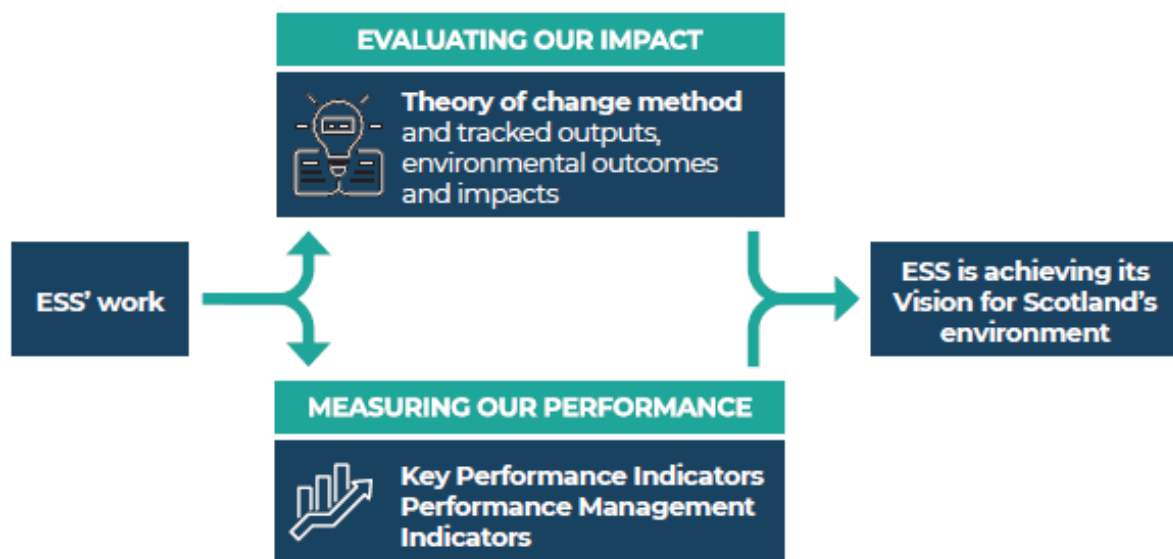 EVALUATING OUR IMPACT
Theory of change method
and tracked outputs,
environmental outcomes
and impacts
ESS’ work
ESS is achieving its
Vision for Scotland’s
environment
MEASURING OUR PERFORMANCE
Key Performance Indicators
Performance Management
Indicators